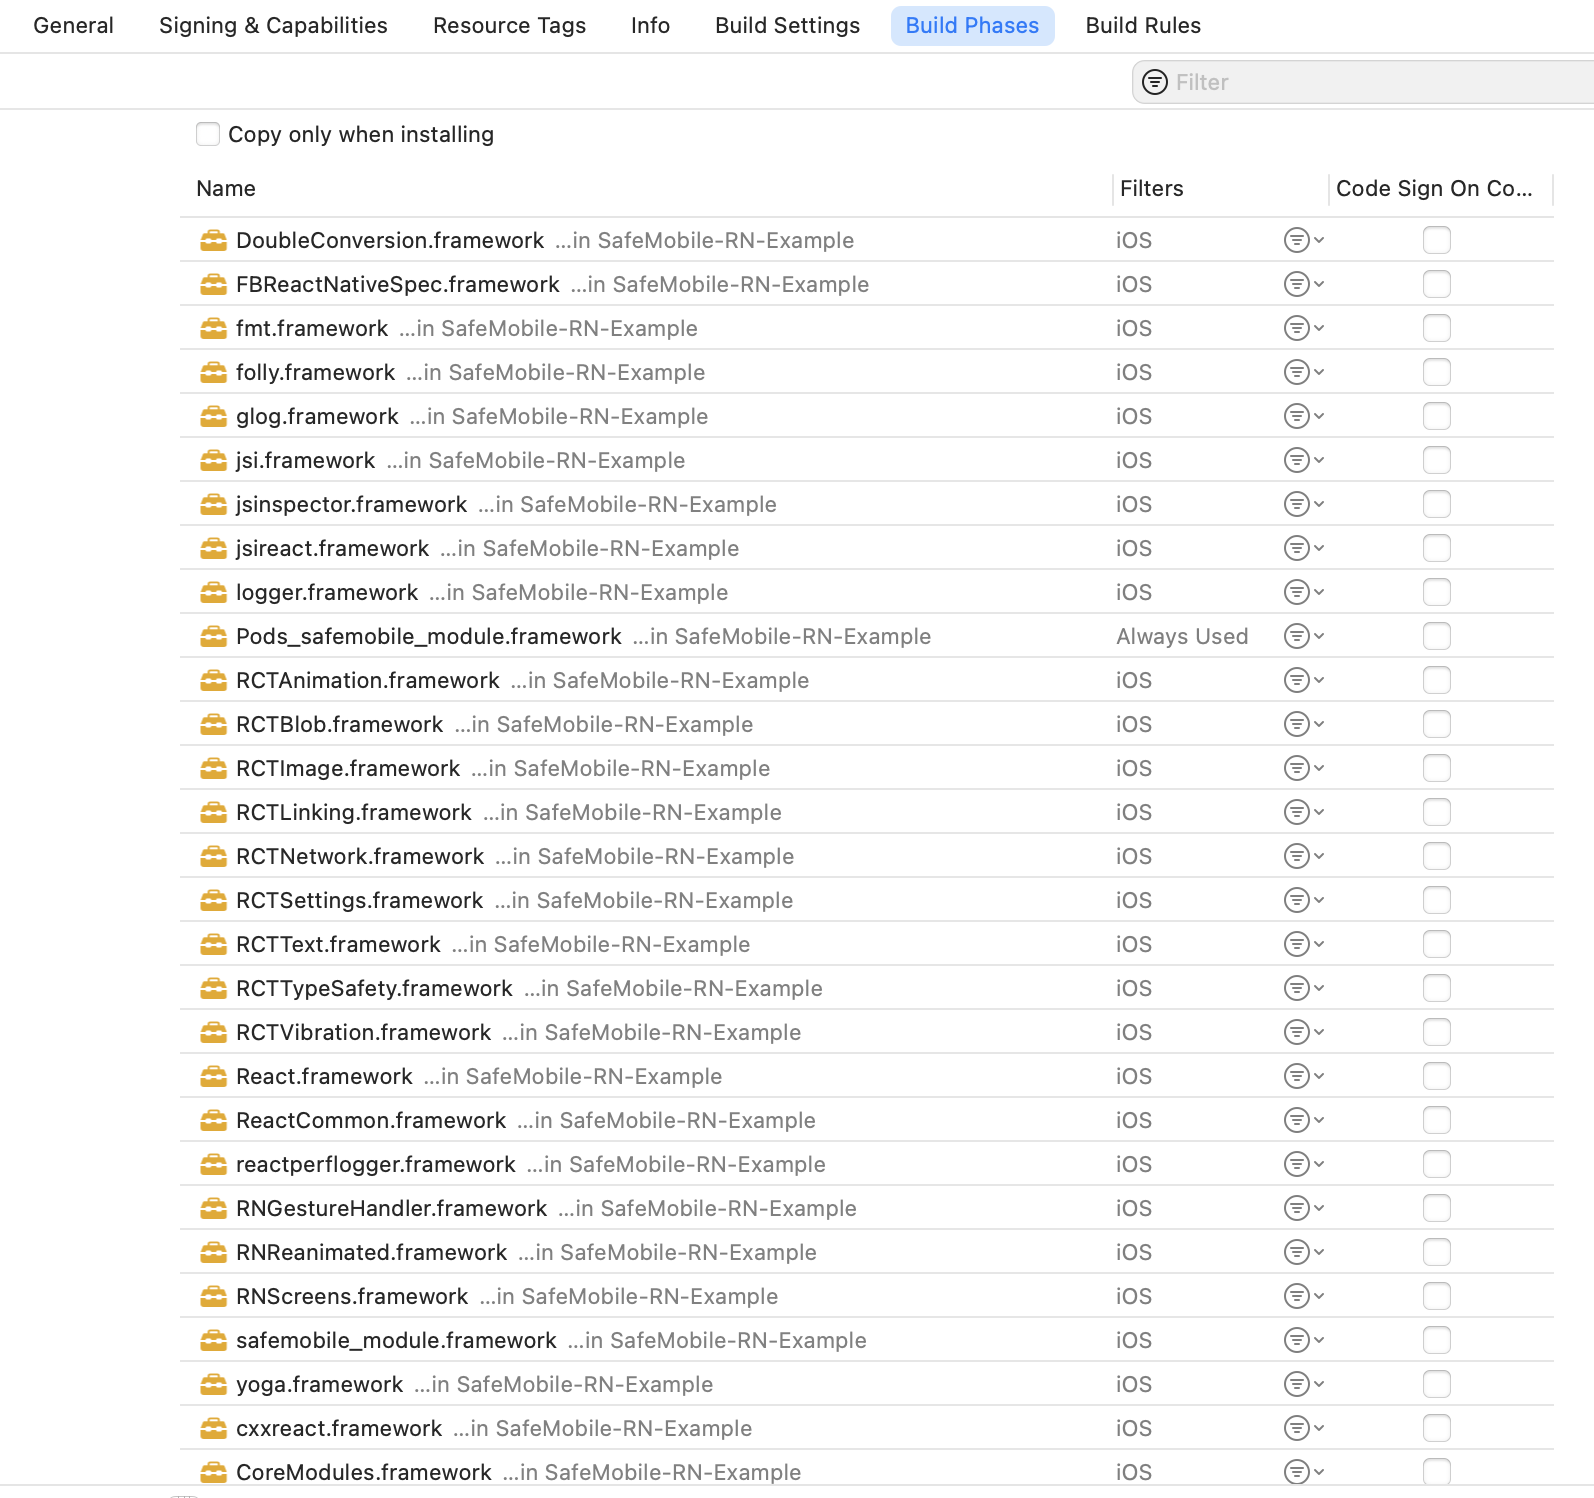 General Signing & Capabilities Resource Tags Info Build Settings Build Phases Build Rules
Filter
Copy only when installing
Name Filters Code Sign On Co...
DoubleConversion.framework ...in SafeMobile-RN-Example iOS
FBReactNativeSpec.framework ...in SafeMobile-RN-Example iOS
fmt.framework ...in SafeMobile-RN-Example iOS
folly.framework ...in SafeMobile-RN-Example iOS
glog.framework ...in SafeMobile-RN-Example iOS
jsi.framework ...in SafeMobile-RN-Example iOS
jsinspector.framework ...in SafeMobile-RN-Example iOS
jsireact.framework ...in SafeMobile-RN-Example iOS
logger.framework ...in SafeMobile-RN-Example iOS
Pods_safemobile_module.framework ...in SafeMobile-RN-Example Always Used
RCTAnimation.framework ...in SafeMobile-RN-Example iOS
RCTBlob.framework ...in SafeMobile-RN-Example iOS
RCTImage.framework ...in SafeMobile-RN-Example iOS
RCTLinking.framework ...in SafeMobile-RN-Example iOS
RCTNetwork.framework ...in SafeMobile-RN-Example iOS
RCTSettings.framework ...in SafeMobile-RN-Example iOS
RCTText.framework ...in SafeMobile-RN-Example iOS
RCTTypeSafety.framework ...in SafeMobile-RN-Example iOS
RCTVibration.framework ...in SafeMobile-RN-Example iOS
React.framework ...in SafeMobile-RN-Example iOS
ReactCommon.framework ...in SafeMobile-RN-Example iOS
reactperflogger.framework ...in SafeMobile-RN-Example iOS
RNGestureHandler.framework ...in SafeMobile-RN-Example iOS
RNReanimated.framework ...in SafeMobile-RN-Example iOS
RNScreens.framework ...in SafeMobile-RN-Example iOS
safemobile_module.framework ...in SafeMobile-RN-Example iOS
yoga.framework ...in SafeMobile-RN-Example iOS
cxxreact.framework ...in SafeMobile-RN-Example iOS
CoreModules.framework ...in SafeMobile-RN-Example iOS